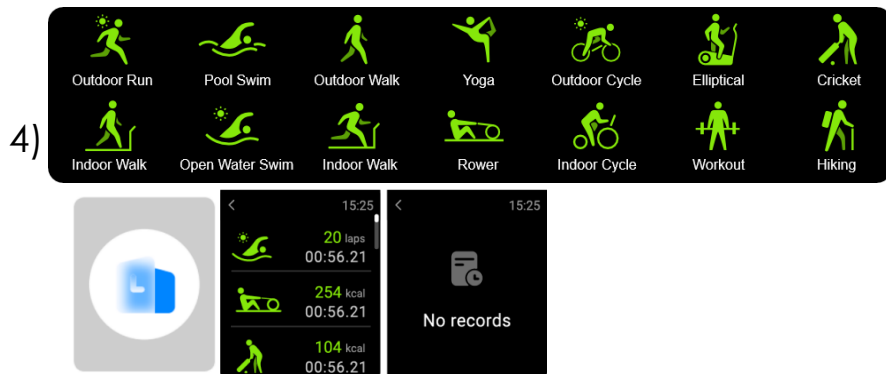 Outdoor Run Pool Swim Outdoor Walk Yoga Outdoor Cycle Elliptical Cricket
4)
Indoor Walk Open Water Swim Indoor Walk Rower Indoor Cycle Workout Hiking
< 15:25
20 laps
00:56.21
254 kcal
00:56.21
104 kcal
00:56.21
< 15:25
No records